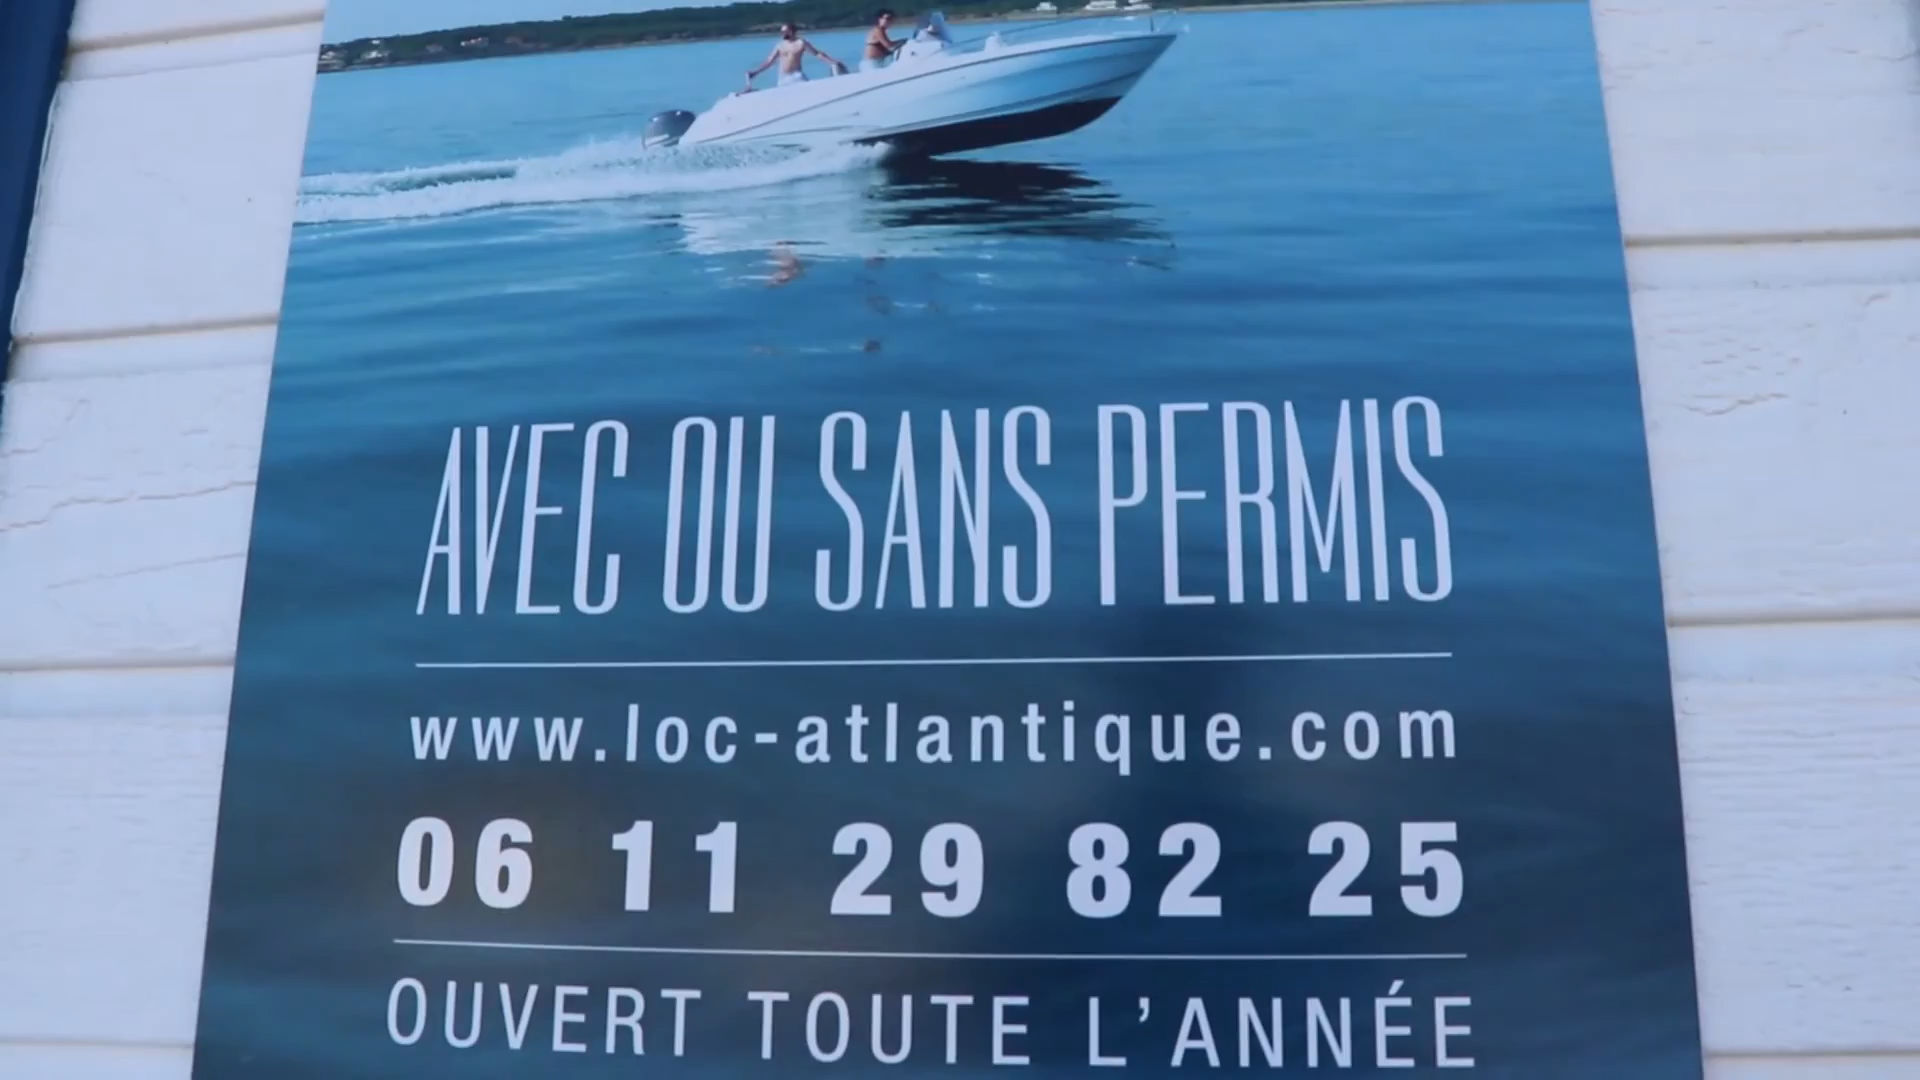 AVEC OU SANS PERMIS
www.loc-atlantique.com
06 11 29 82 25
OUVERT TOUTE L'ANNÉE